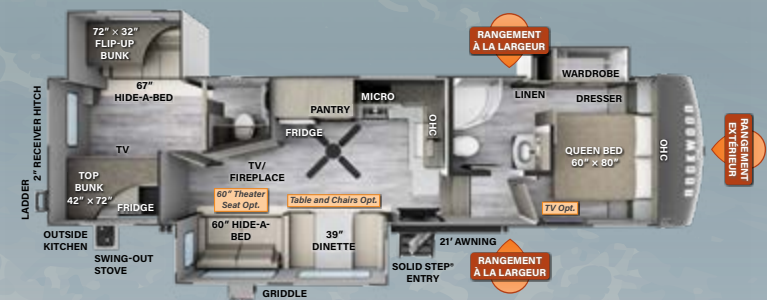 72" × 32"
FLIP-UP
BUNK
67"
HIDE-A-BED
TV
TOP
BUNK
42" × 72"
FRIDGE
LADDER
2" RECEIVER HITCH
OUTSIDE
KITCHEN
SWING-OUT
STOVE
PANTRY
MICRO
FRIDGE
OHC
TV/
FIREPLACE
60" Theater
Seat Opt.
Table and Chairs Opt.
60" HIDE-A-
BED
39"
DINETTE
GRIDDLE
SOLID STEP®
ENTRY
21' AWNING
RANGEMENT
À LA LARGEUR
WARDROBE
LINEN
DRESSER
QUEEN BED
60" × 80"
OHC
TV Opt.
RANGEMENT
À LA LARGEUR
RANGEMENT
EXTÉRIEUR